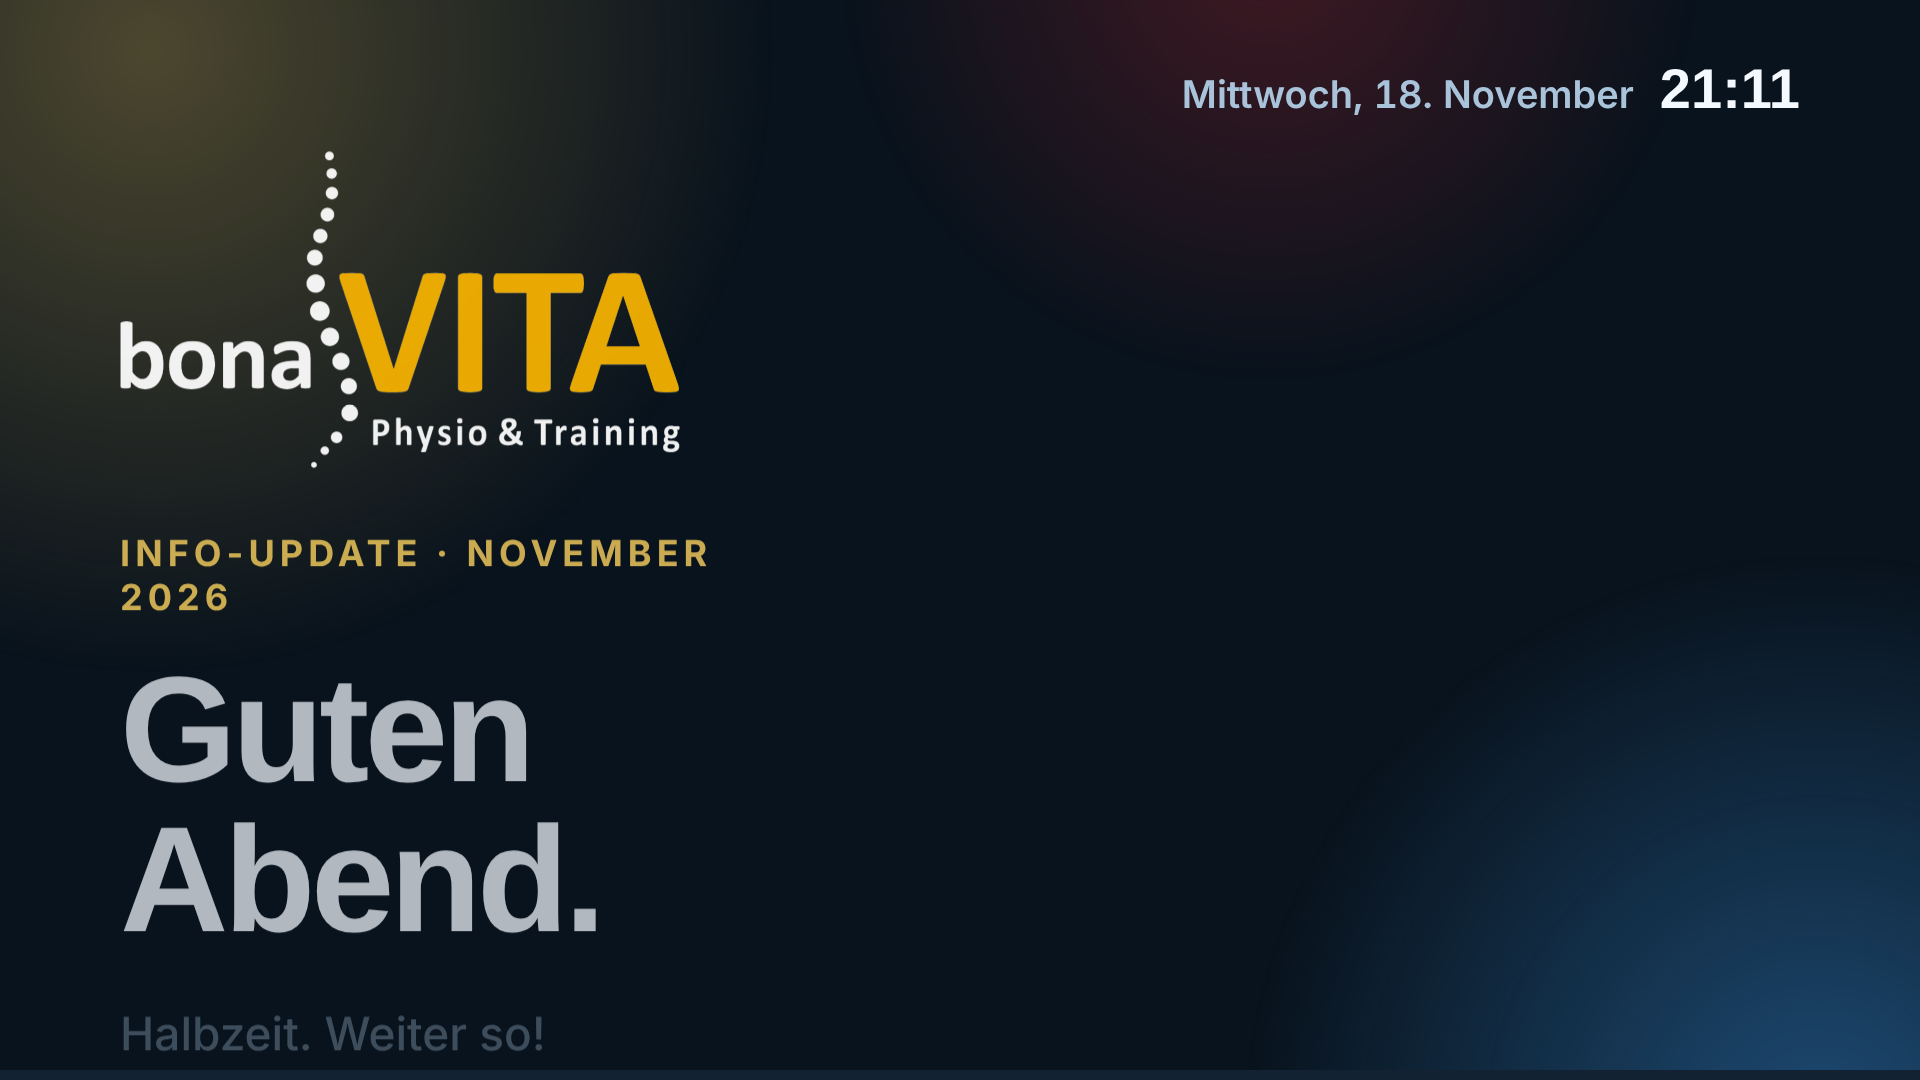 Mittwoch, 18. November 21:11
bona VITA
Physio & Training
INFO-UPDATE · NOVEMBER
2026
Guten
Abend.
Halbzeit. Weiter so!